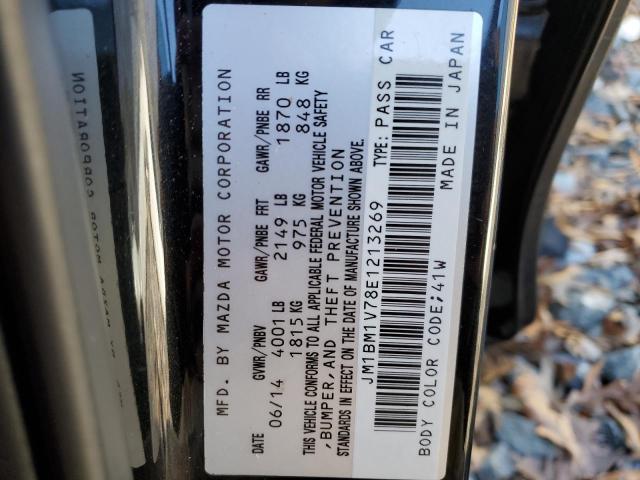 MFD. BY MAZDA MOTOR CORPORATION
DATE GVWR/PNBV GAWR/PNBE FRT GAWR/PNBE RR
06/14 4001 LB 2149 LB 1870 LB
1815 KG 975 KG 848 KG
THIS VEHICLE CONFORMS TO ALL APPLICABLE FEDERAL MOTOR VEHICLE SAFETY
,BUMPER, AND THEFT PREVENTION
STANDARDS IN EFFECT ON THE DATE OF MANUFACTURE SHOWN ABOVE.
JM1BM1V78E1213269 TYPE: PASS CAR
BODY COLOR CODE;41W MADE IN JAPAN